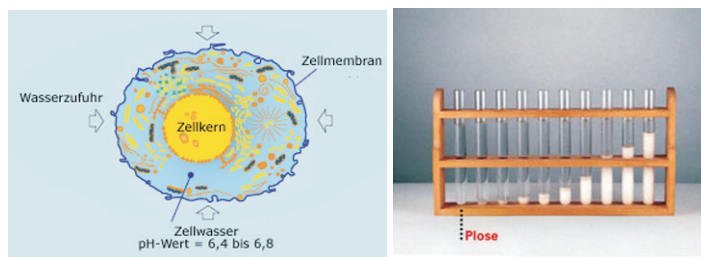 Zellmembran
Wasserzufuhr
Zellkern
Zellwasser
pH-Wert = 6,4 bis 6,8
Plose